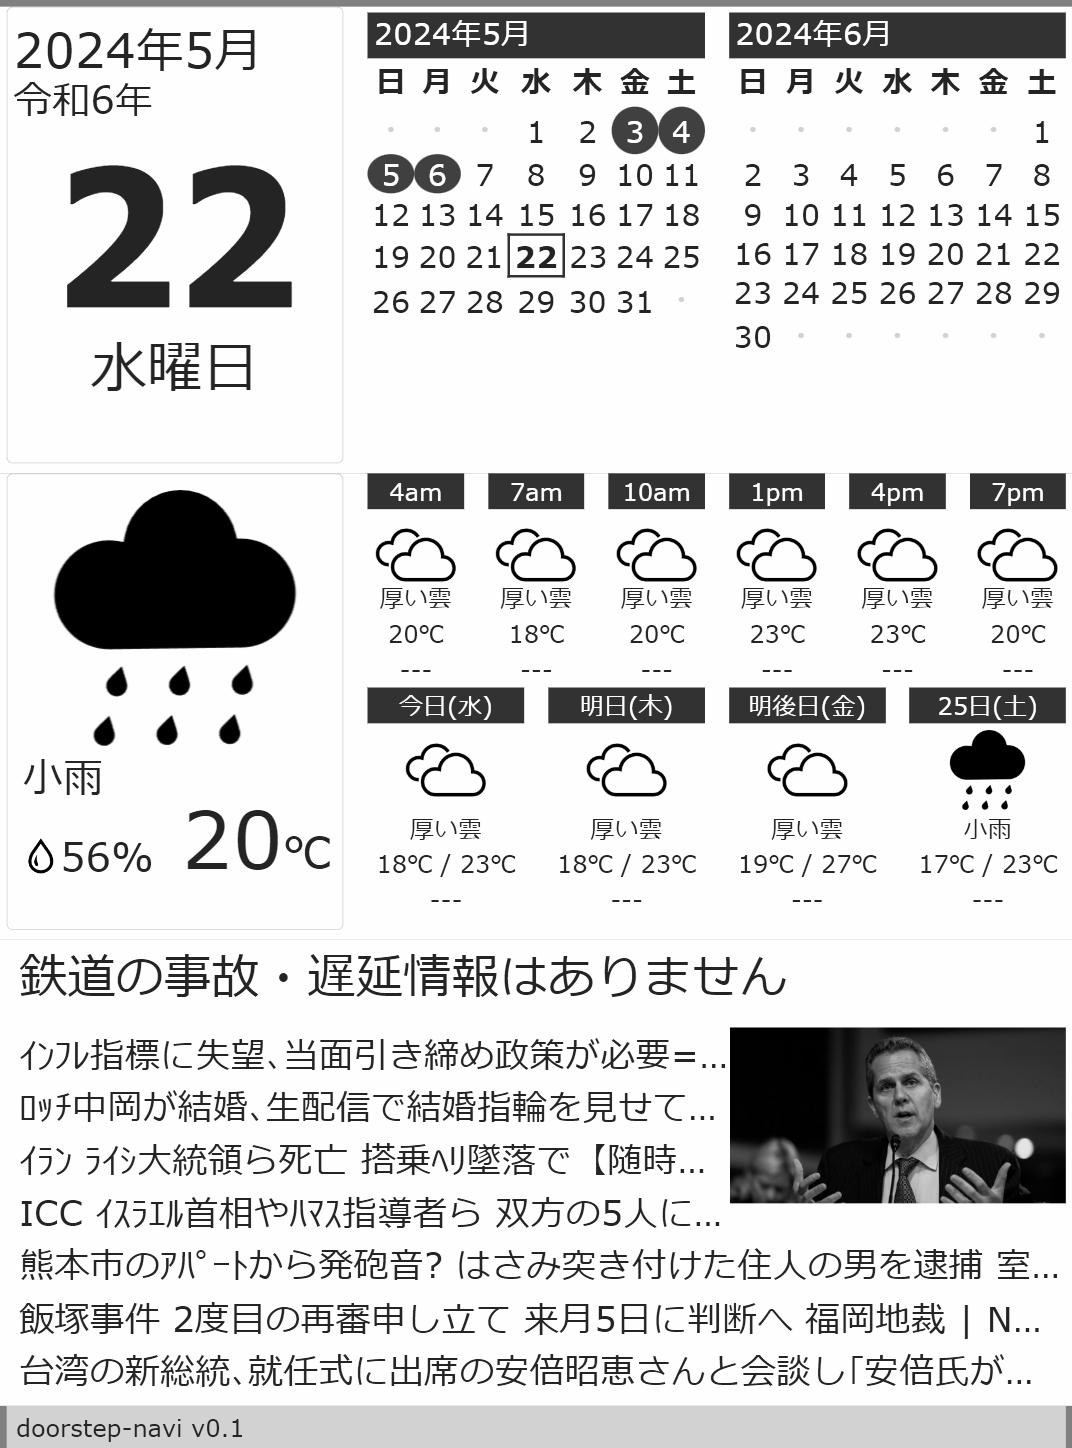 2024年5月
令和6年
22
水曜日
2024年5月
日 月 火 水 木 金 土
・ ・ ・ 1 2 3 4
5 6 7 8 9 10 11
12 13 14 15 16 17 18
19 20 21 22 23 24 25
26 27 28 29 30 31 ・
2024年6月
日 月 火 水 木 金 土
・ ・ ・ ・ ・ ・ 1
2 3 4 5 6 7 8
9 10 11 12 13 14 15
16 17 18 19 20 21 22
23 24 25 26 27 28 29
30 ・ ・ ・ ・ ・ ・
小雨
56% 20℃
4am 7am 10am 1pm 4pm 7pm
厚い雲 厚い雲 厚い雲 厚い雲 厚い雲 厚い雲
20℃ 18℃ 20℃ 23℃ 23℃ 20℃
--- --- --- --- --- ---
今日(水) 明日(木) 明後日(金) 25日(土)
厚い雲 厚い雲 厚い雲 小雨
18℃ / 23℃ 18℃ / 23℃ 19℃ / 27℃ 17℃ / 23℃
--- --- --- ---
鉄道の事故・遅延情報はありません
ｲﾝﾌﾚ指標に失望､当面引き締め政策が必要=...
ﾛｯﾁ中岡が結婚､生配信で結婚指輪を見せて...
ｲﾗﾝ ﾗｲｼ大統領ら死亡 搭乗ﾍﾘ墜落で【随時...
ICC ｲｽﾗｴﾙ首相やﾊﾏｽ指導者ら 双方の5人に...
熊本市のｱﾊﾟｰﾄから発砲音? はさみ突き付けた住人の男を逮捕 室...
飯塚事件 2度目の再審申し立て 来月5日に判断へ 福岡地裁 | N...
台湾の新総統､就任式に出席の安倍昭恵さんと会談し｢安倍氏が...
doorstep-navi v0.1